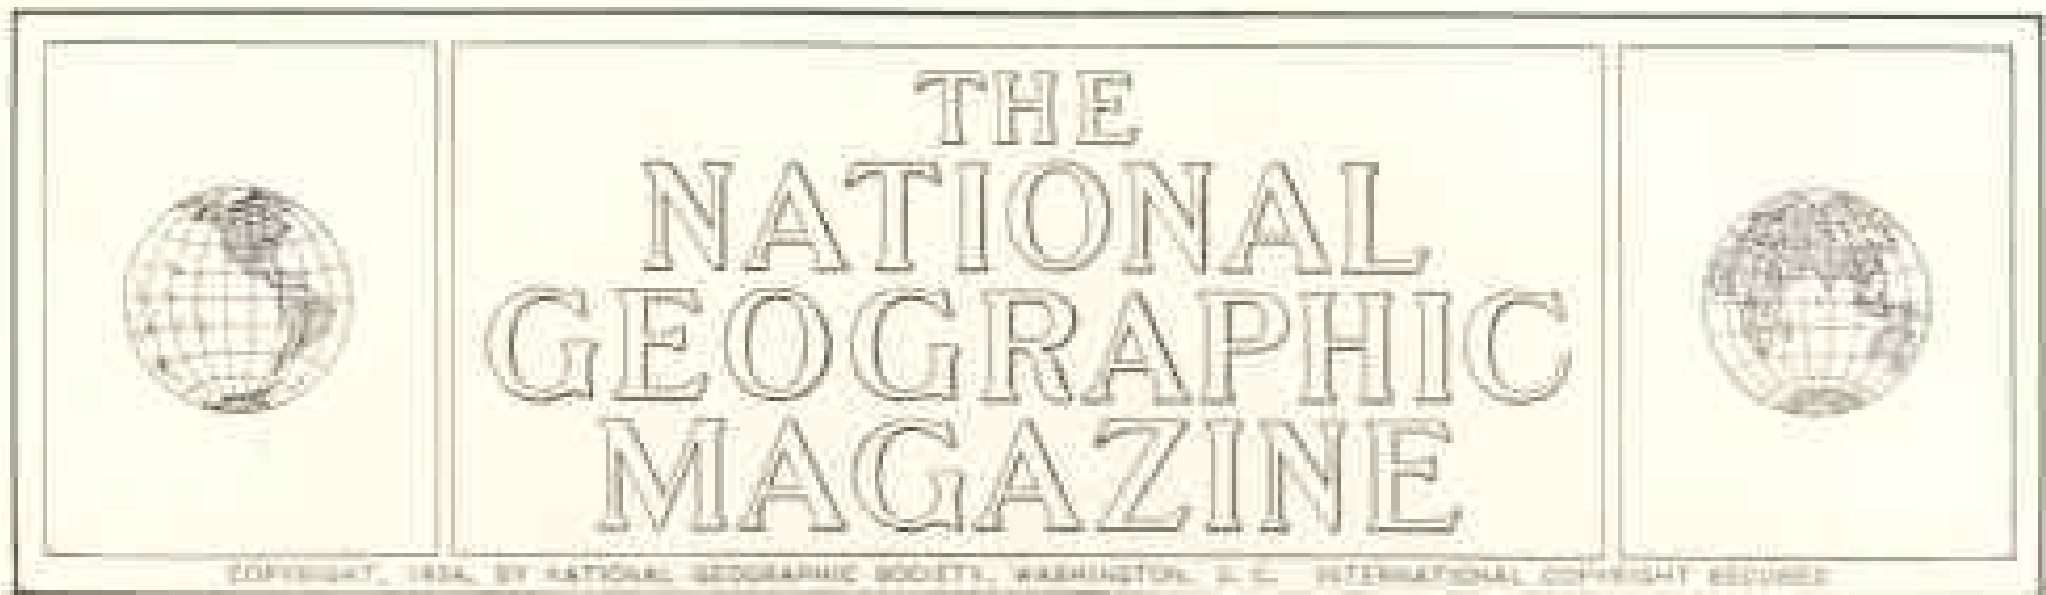 THE
NATIONAL
GEOGRAPHIC
MAGAZINE
COPYRIGHT, BY NATIONAL GEOGRAPHIC SOCIETY, WASHINGTON, D. C. INTERNATIONAL COPYRIGHT SECURED